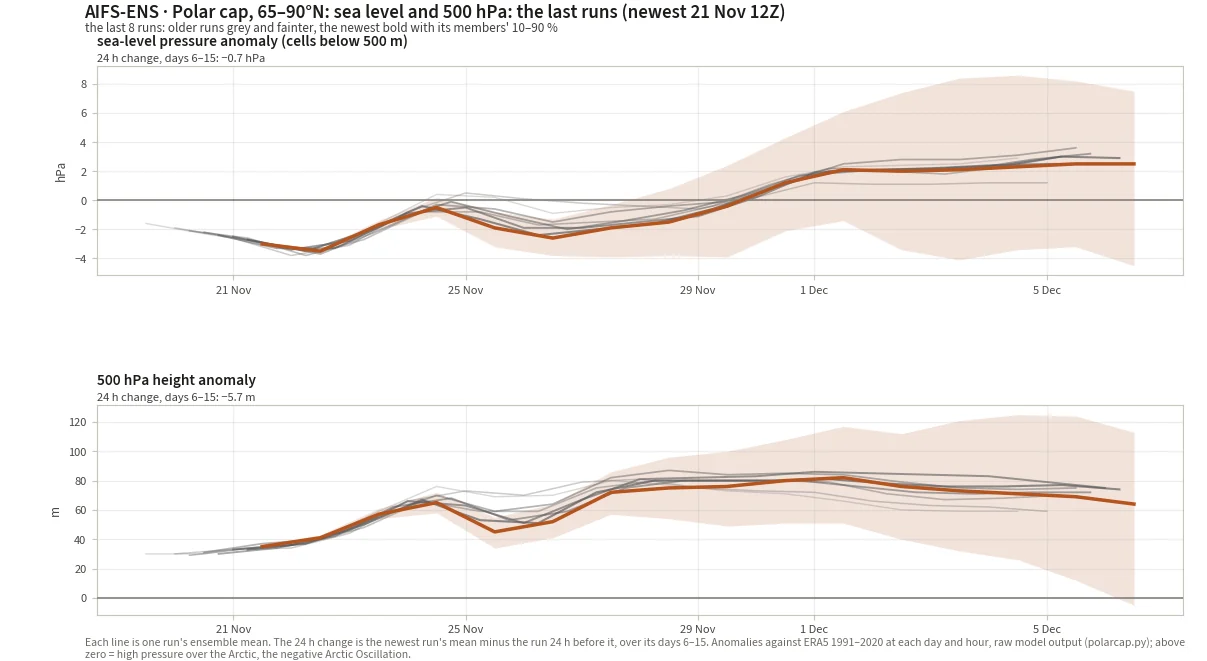 AIFS-ENS · Polar cap, 65–90°N: sea level and 500 hPa: the last runs (newest 21 Nov 12Z)
the last 8 runs: older runs grey and fainter, the newest bold with its members' 10–90 %
sea-level pressure anomaly (cells below 500 m)
24 h change, days 6–15: −0.7 hPa
8
6
4
2
0
−2
−4
hPa
21 Nov
25 Nov
29 Nov
1 Dec
5 Dec
500 hPa height anomaly
24 h change, days 6–15: −5.7 m
120
100
80
60
40
20
0
m
21 Nov
25 Nov
29 Nov
1 Dec
5 Dec
Each line is one run's ensemble mean. The 24 h change is the newest run's mean minus the run 24 h before it, over its days 6–15. Anomalies against ERA5 1991–2020 at each day and hour, raw model output (polarcap.py); above
zero = high pressure over the Arctic, the negative Arctic Oscillation.